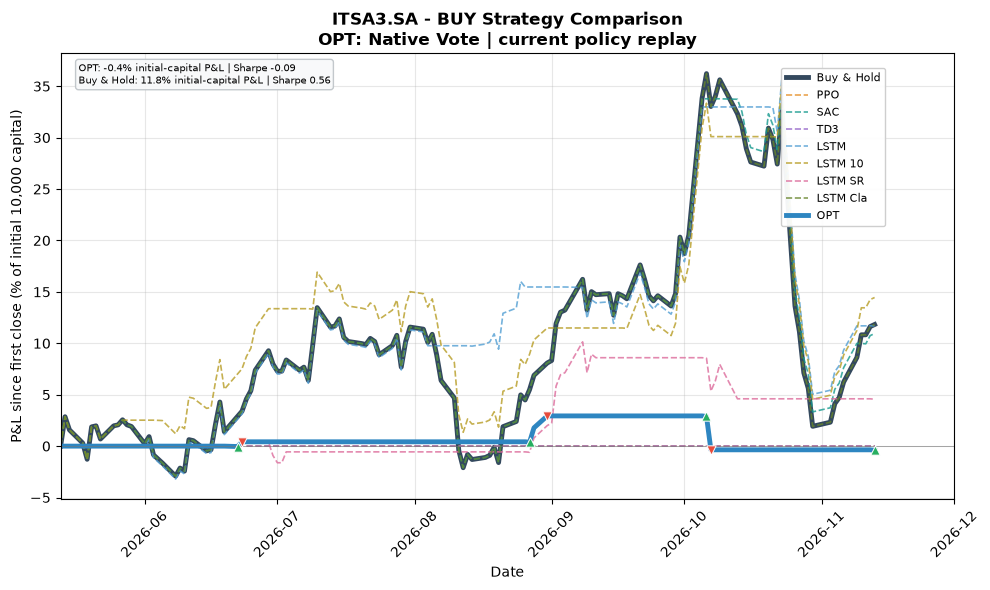 ITSA3.SA - BUY Strategy Comparison
OPT: Native Vote | current policy replay
OPT: -0.4% initial-capital P&L | Sharpe -0.09
Buy & Hold: 11.8% initial-capital P&L | Sharpe 0.56
Buy & Hold
PPO
SAC
TD3
LSTM
LSTM 10
LSTM SR
LSTM Cla
OPT
P&L since first close (% of initial 10,000 capital)
35
30
25
20
15
10
5
0
−5
2026-06
2026-07
2026-08
2026-09
2026-10
2026-11
2026-12
Date